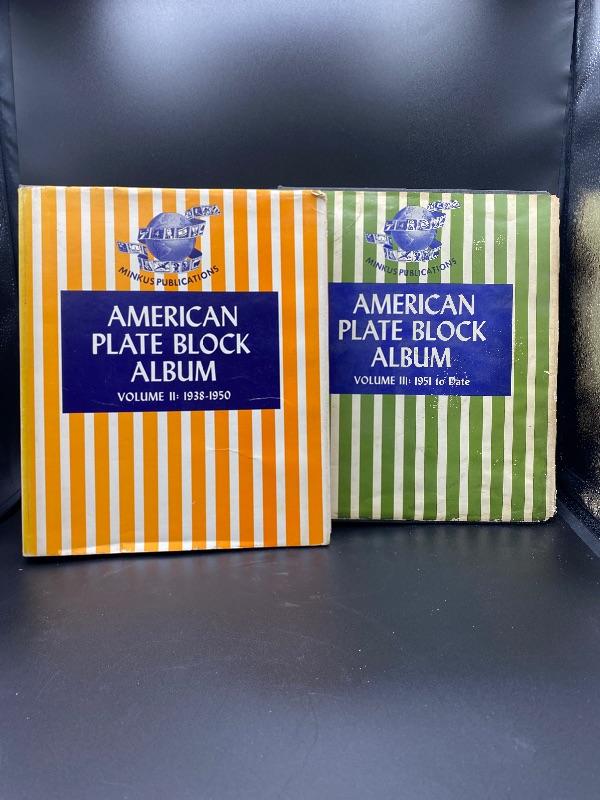 MINKUS PUBLICATIONS
AMERICAN
PLATE BLOCK
ALBUM
VOLUME II: 1938-1950
MINKUS PUBLICATIONS
AMERICAN
PLATE BLOCK
ALBUM
VOLUME III: 1951 to Date